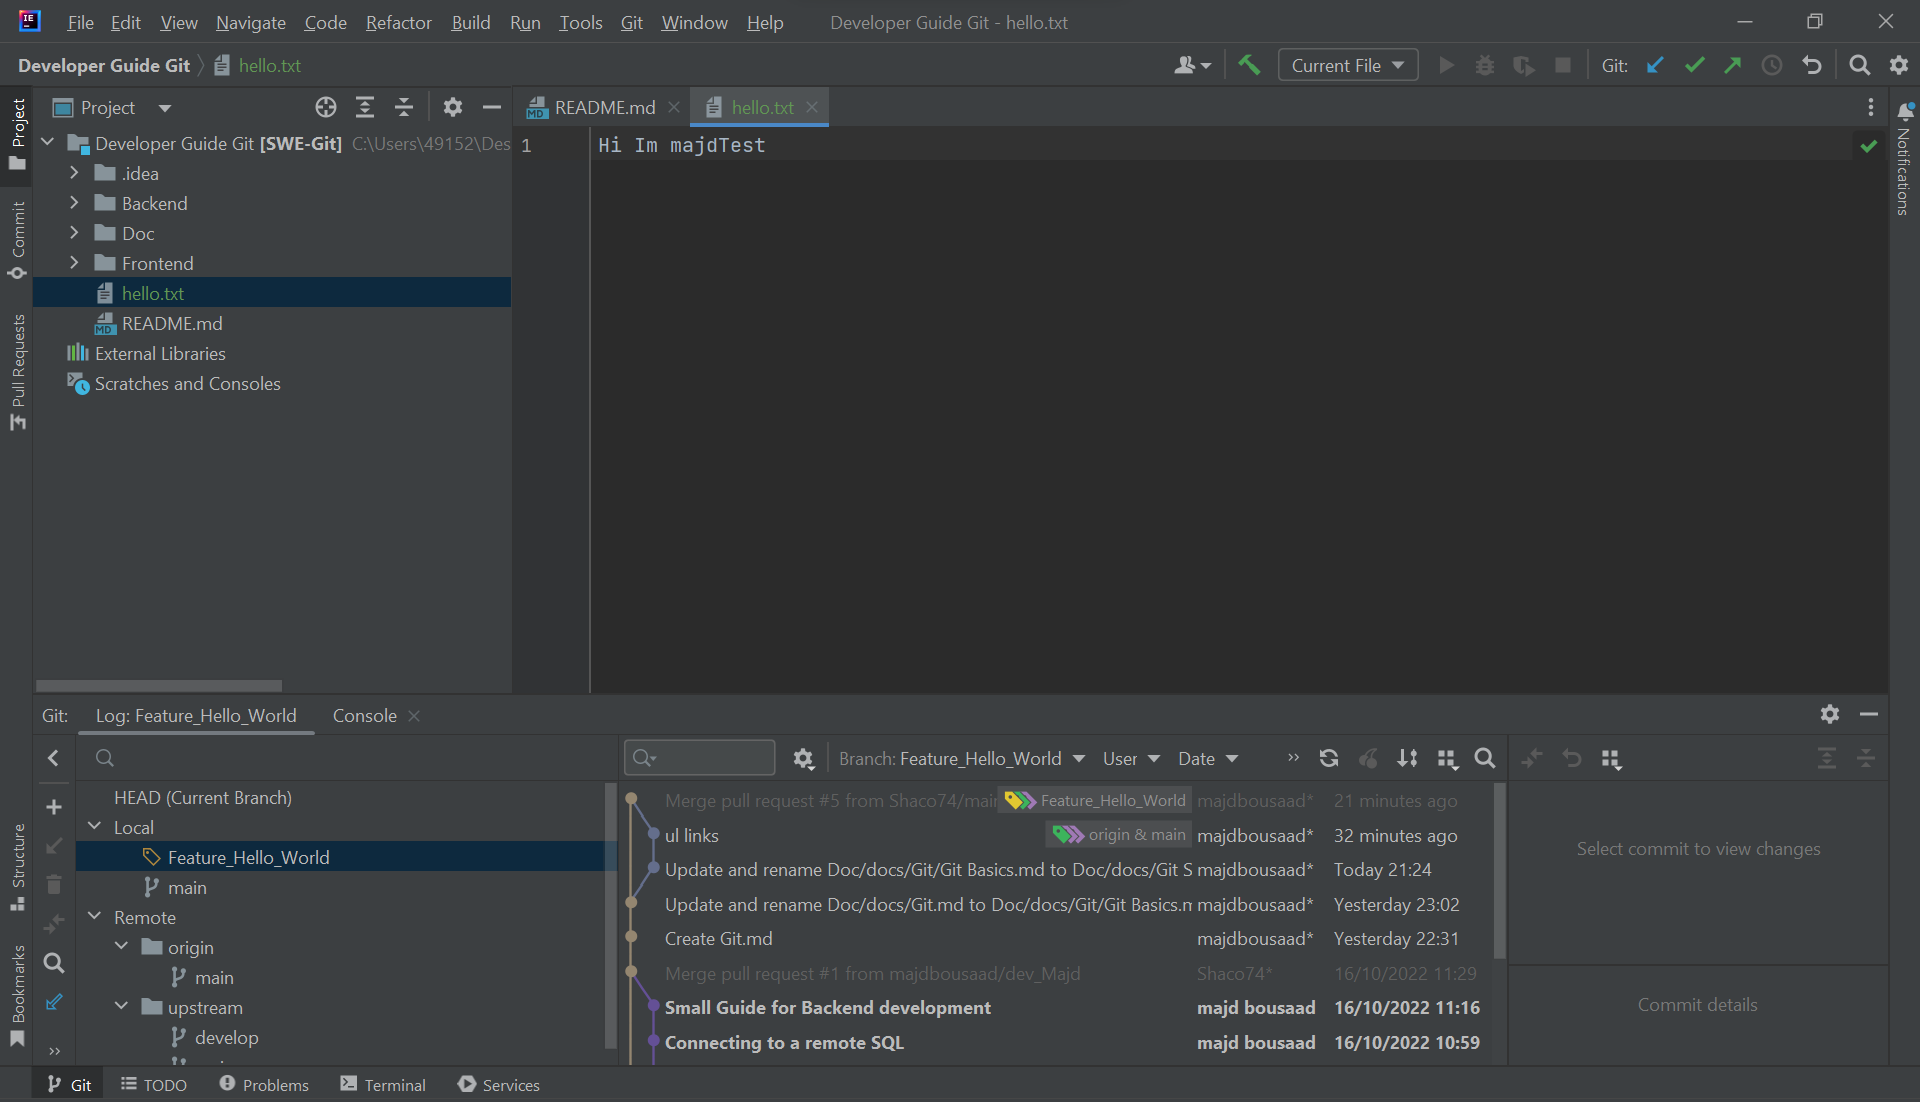 File Edit View Navigate Code Refactor Build Run Tools Git Window Help Developer Guide Git - hello.txt
Developer Guide Git hello.txt
Current File
Git:
Project
README.md
hello.txt
Project
Commit
Pull Requests
Structure
Bookmarks
Notifications
Developer Guide Git [SWE-Git] C:\Users\49152\Des
.idea
Backend
Doc
Frontend
hello.txt
README.md
External Libraries
Scratches and Consoles
1 Hi Im majdTest
Git: Log: Feature_Hello_World Console
HEAD (Current Branch)
Local
Feature_Hello_World
main
Remote
origin
main
upstream
develop
Branch: Feature_Hello_World User Date
Merge pull request #5 from Shaco74/mai Feature_Hello_World majdbousaad* 21 minutes ago
ul links origin & main majdbousaad* 32 minutes ago
Update and rename Doc/docs/Git/Git Basics.md to Doc/docs/Git S majdbousaad* Today 21:24
Update and rename Doc/docs/Git.md to Doc/docs/Git/Git Basics.m majdbousaad* Yesterday 23:02
Create Git.md majdbousaad* Yesterday 22:31
Merge pull request #1 from majdbousaad/dev_Majd Shaco74* 16/10/2022 11:29
Small Guide for Backend development majd bousaad 16/10/2022 11:16
Connecting to a remote SQL majd bousaad 16/10/2022 10:59
Select commit to view changes
Commit details
Git TODO Problems Terminal Services